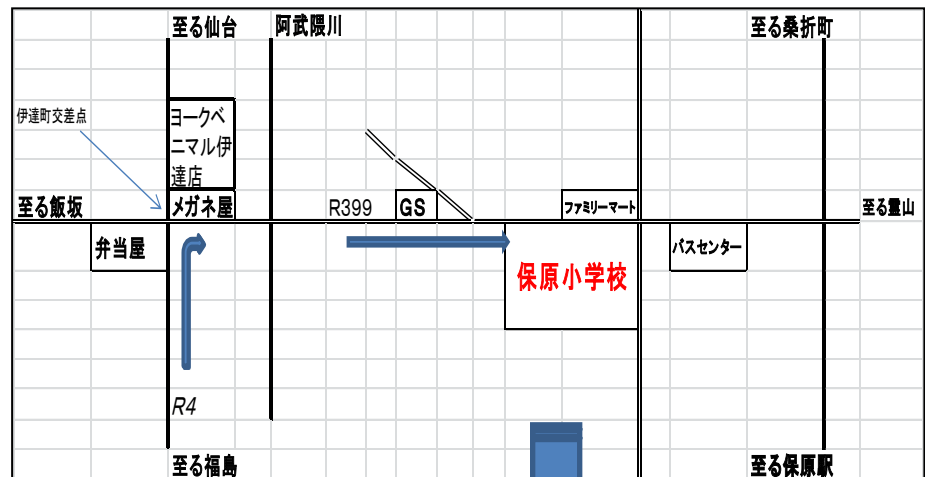 至る仙台
阿武隈川
至る桑折町
伊達町交差点
ヨークベ
ニマル伊
達店
至る飯坂
メガネ屋
R399
GS
ファミリーマート
至る霊山
弁当屋
保原小学校
バスセンター
R4
至る福島
至る保原駅